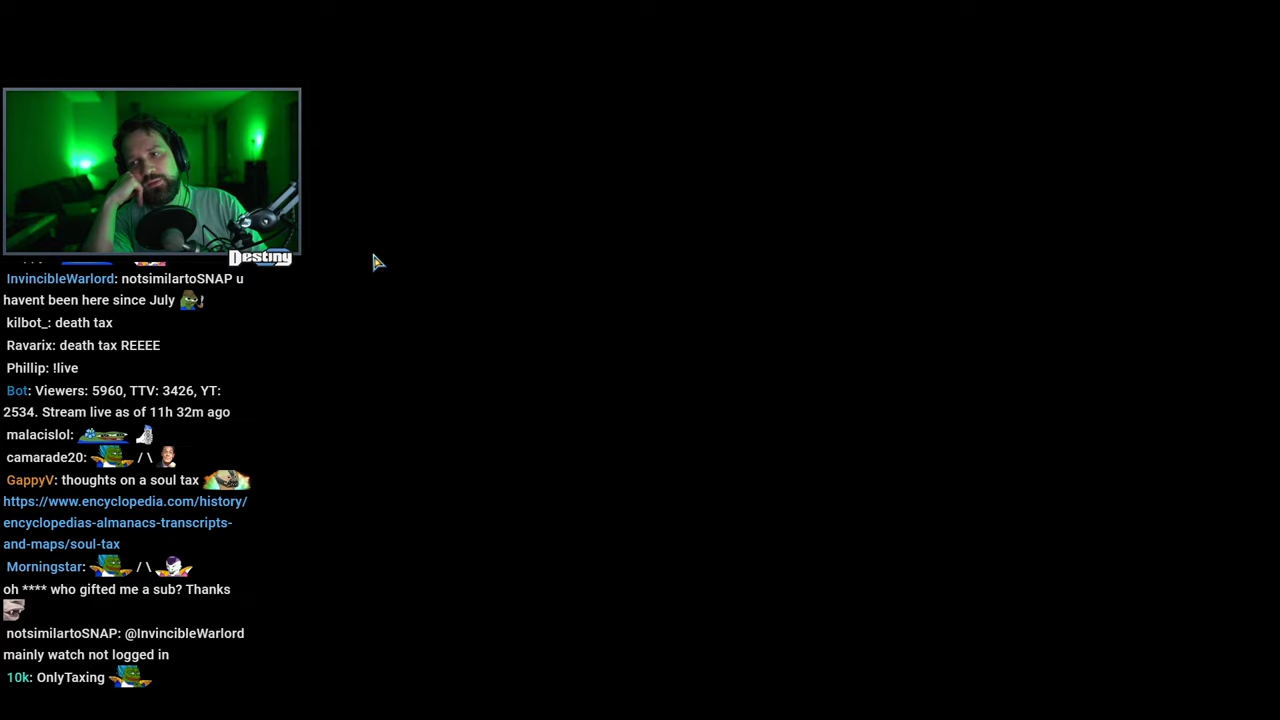 Destiny
InvincibleWarlord: notsimilartoSNAP u
havent been here since July
kilbot_: death tax
Ravarix: death tax REEEE
Phillip: !live
Bot: Viewers: 5960, TTV: 3426, YT:
2534. Stream live as of 11h 32m ago
malacislol:
camarade20: / \
GappyV: thoughts on a soul tax
https://www.encyclopedia.com/history/
encyclopedias-almanacs-transcripts-
and-maps/soul-tax
Morningstar: / \
oh **** who gifted me a sub? Thanks
notsimilartoSNAP: @InvincibleWarlord
mainly watch not logged in
10k: OnlyTaxing